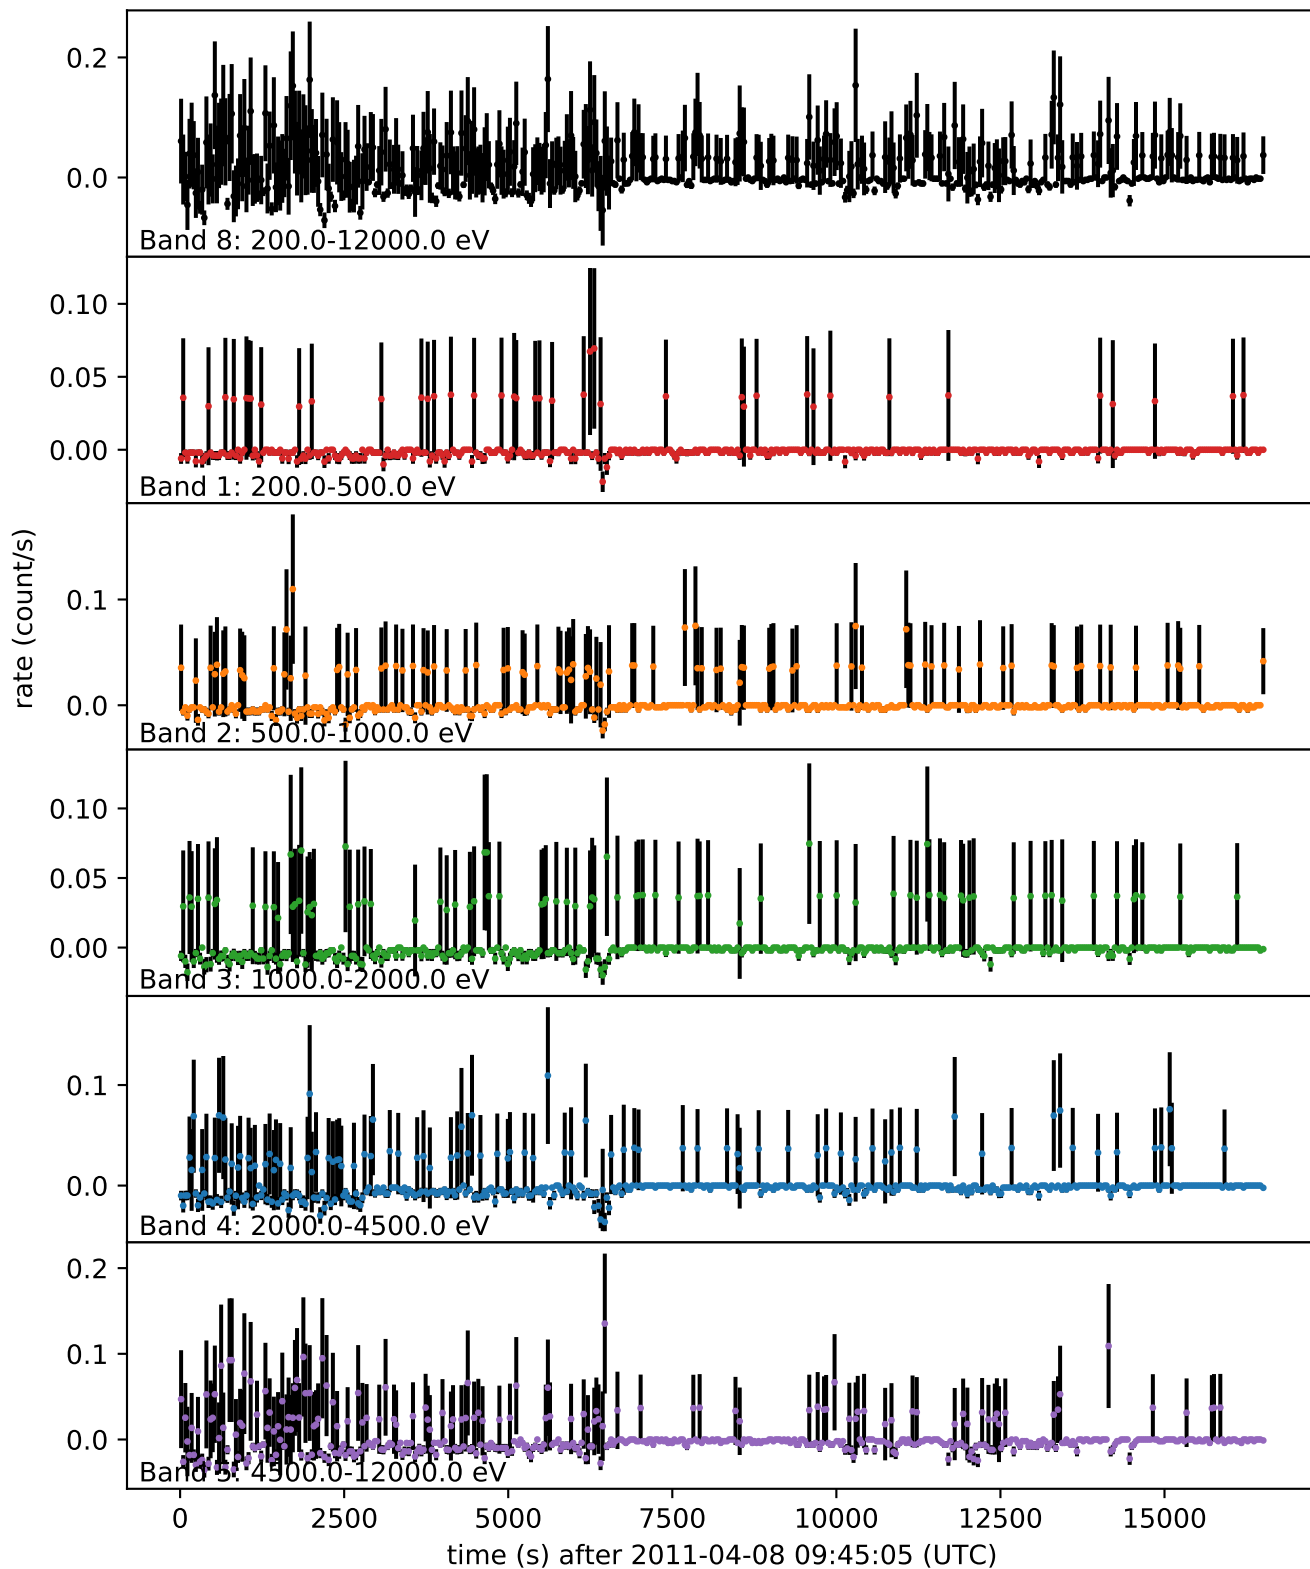 0.2
0.0
Band 8: 200.0-12000.0 eV
0.10
0.05
0.00
Band 1: 200.0-500.0 eV
rate (count/s)
0.1
0.0
Band 2: 500.0-1000.0 eV
0.10
0.05
0.00
Band 3: 1000.0-2000.0 eV
0.1
0.0
Band 4: 2000.0-4500.0 eV
0.2
0.1
0.0
Band 5: 4500.0-12000.0 eV
0 2500 5000 7500 10000 12500 15000
time (s) after 2011-04-08 09:45:05 (UTC)